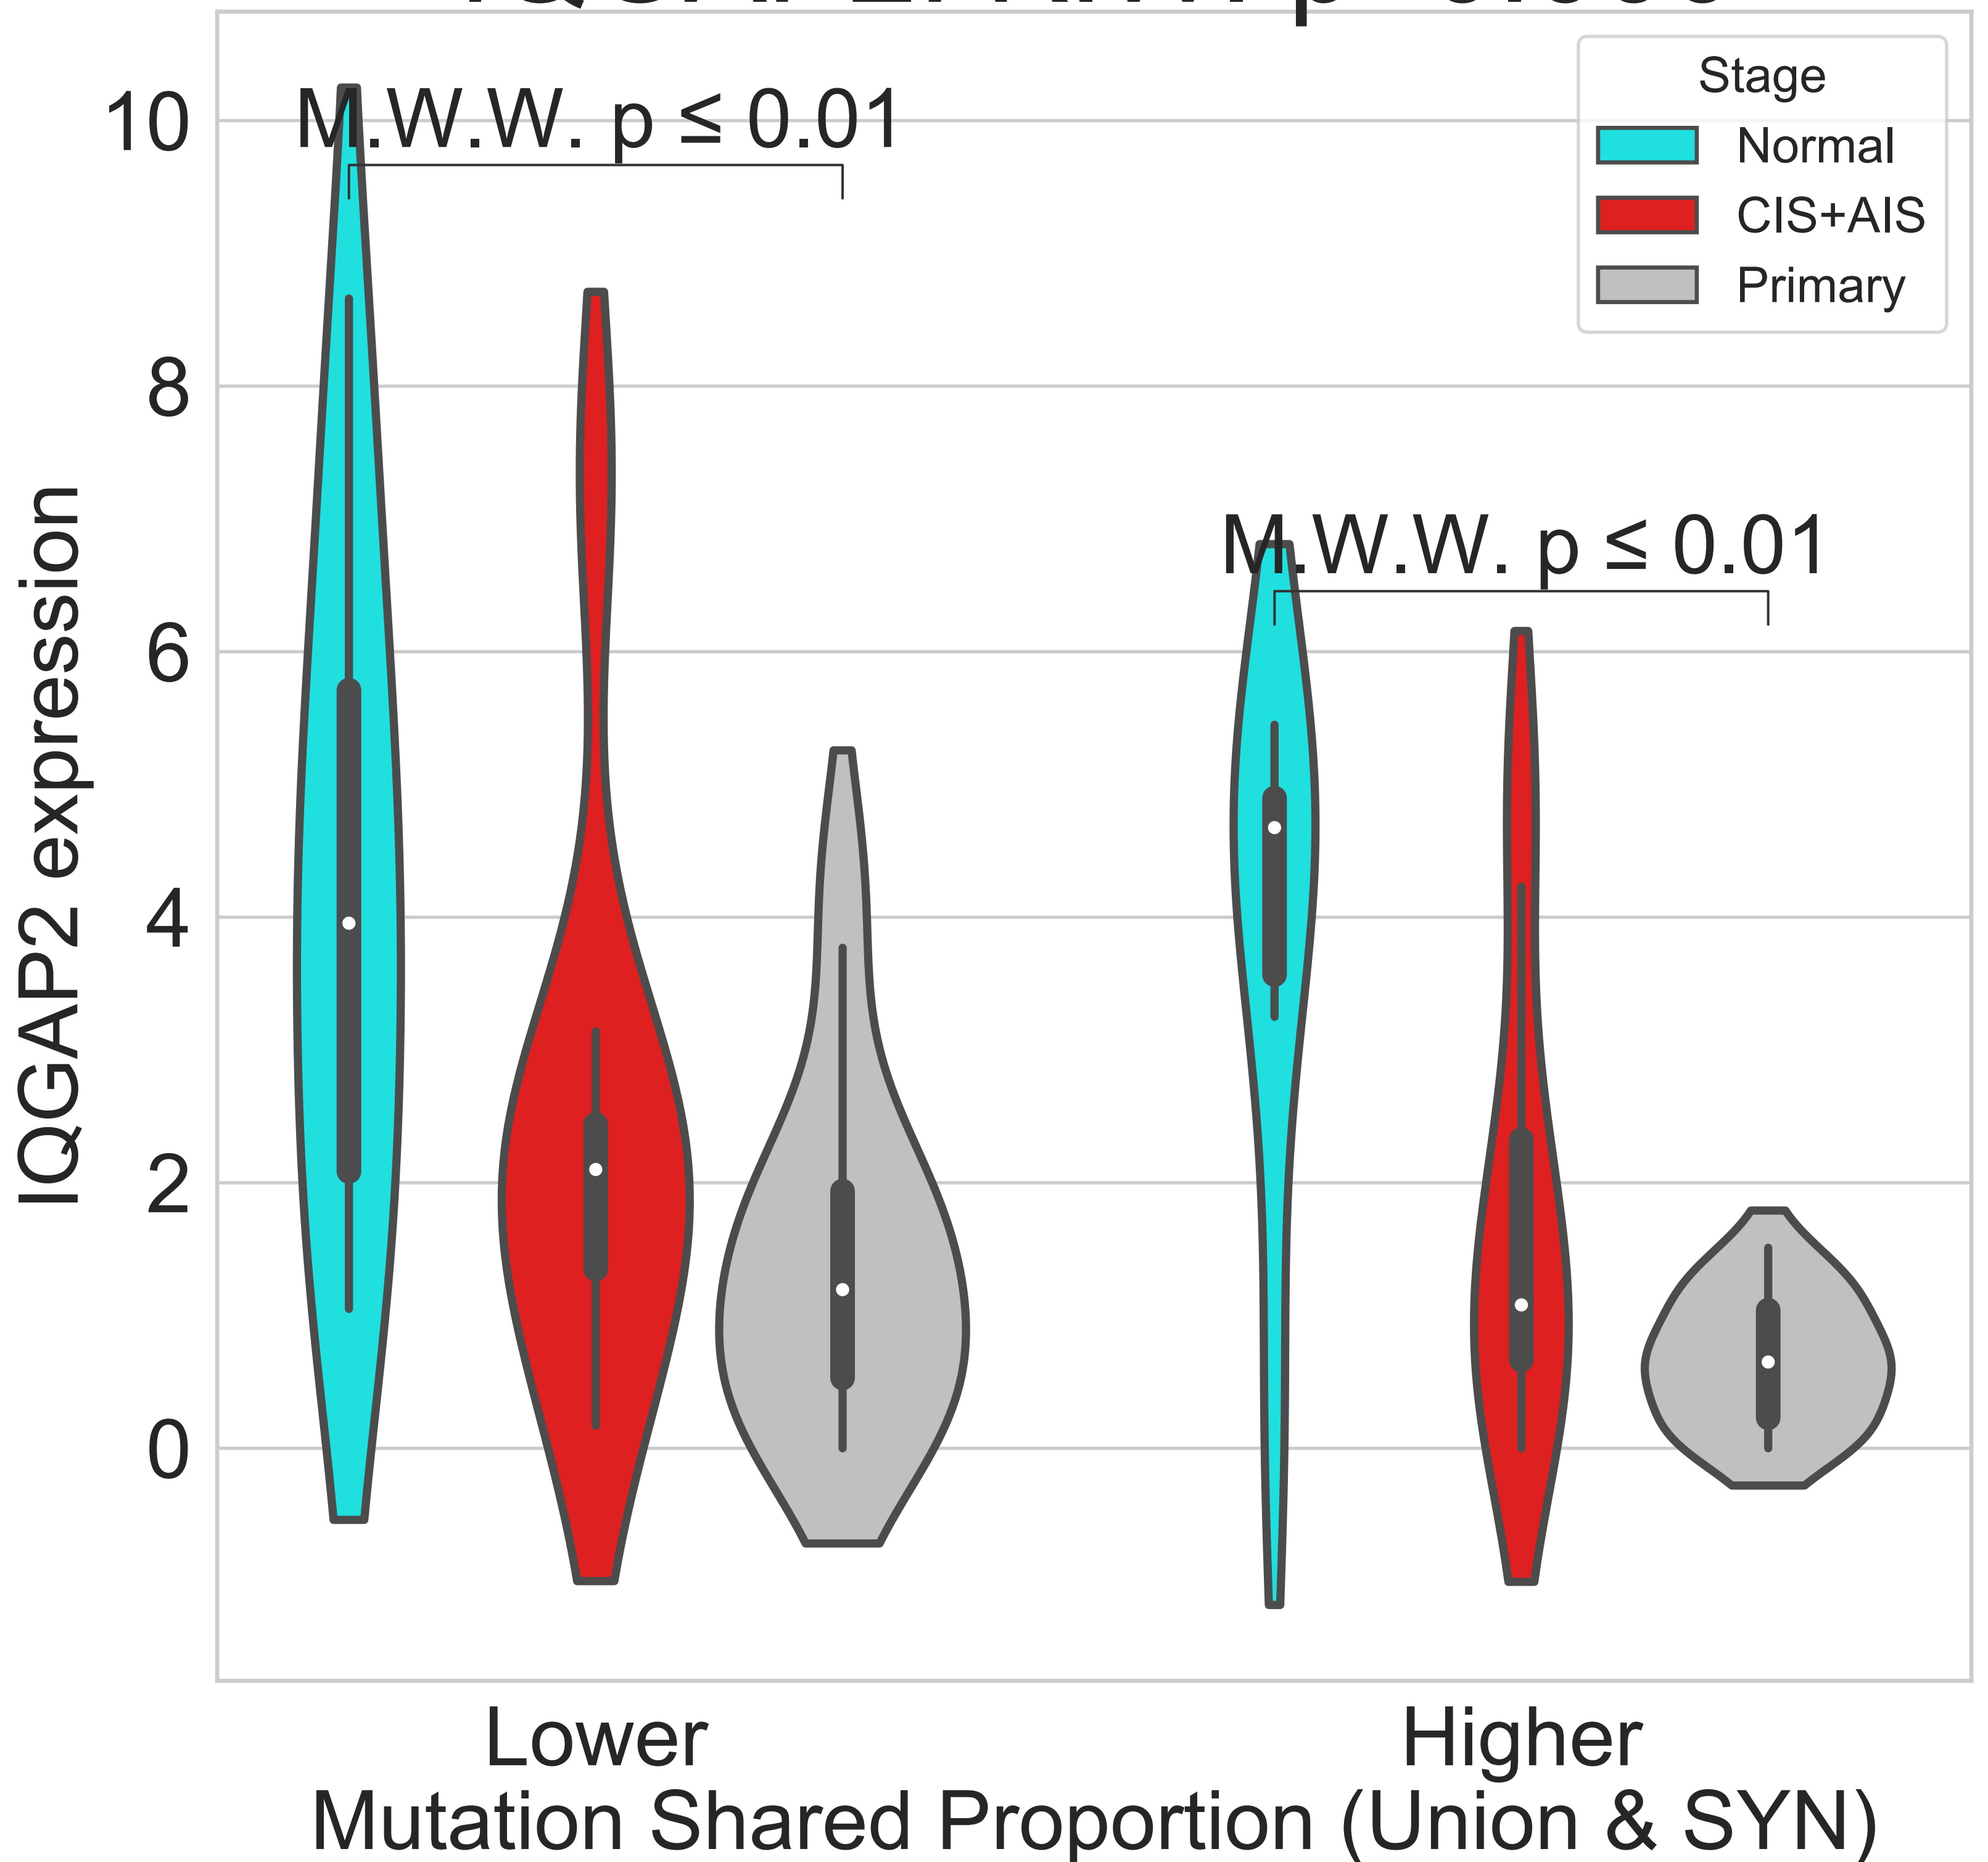 Stage
Normal
CIS+AIS
Primary
M.W.W. p ≤ 0.01
M.W.W. p ≤ 0.01
10
8
6
4
2
0
IQGAP2 expression
Lower
Higher
Mutation Shared Proportion (Union & SYN)